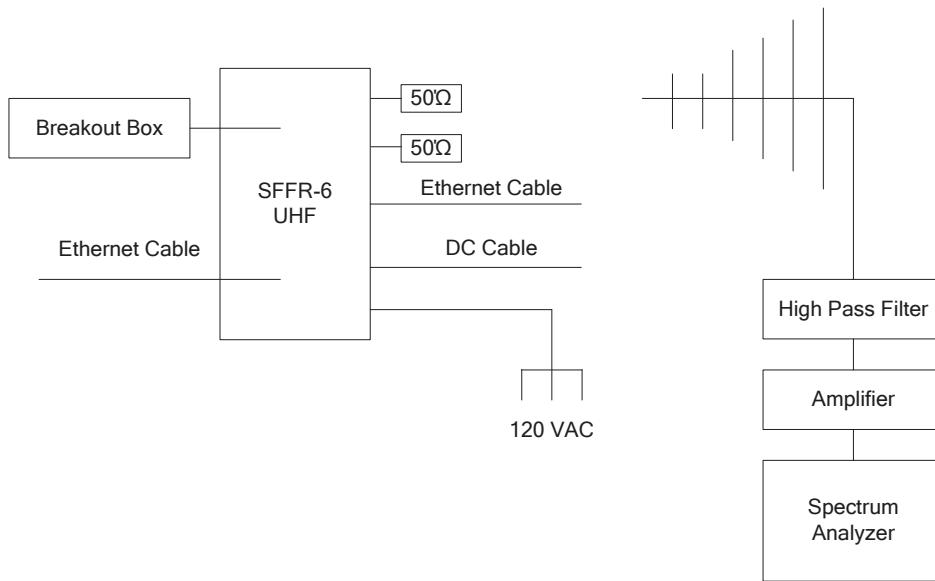 50Ω
Breakout Box
50Ω
SFFR-6
UHF
Ethernet Cable
Ethernet Cable
DC Cable
120 VAC
High Pass Filter
Amplifier
Spectrum
Analyzer